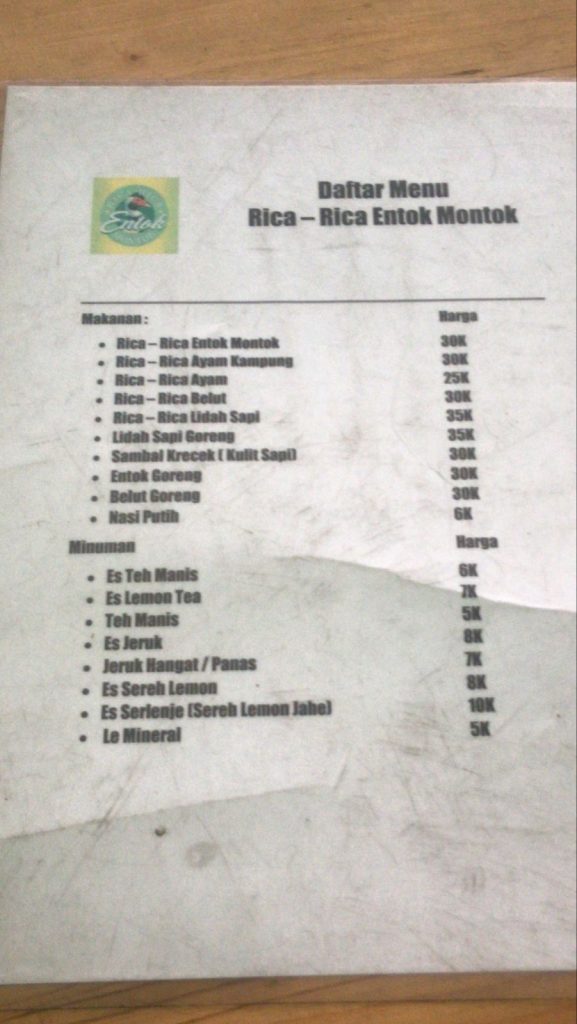 Entok
Daftar Menu
Rica – Rica Entok Montok
Makanan : Harga
• Rica – Rica Entok Montok 30K
• Rica – Rica Ayam Kampung 30K
• Rica – Rica Ayam 25K
• Rica – Rica Belut 30K
• Rica – Rica Lidah Sapi 35K
• Lidah Sapi Goreng 35K
• Sambal Krecek ( Kulit Sapi) 30K
• Entok Goreng 30K
• Belut Goreng 30K
• Nasi Putih 6K
Minuman Harga
• Es Teh Manis 6K
• Es Lemon Tea 7K
• Teh Manis 5K
• Es Jeruk 8K
• Jeruk Hangat / Panas 7K
• Es Sereh Lemon 8K
• Es Serlenje (Sereh Lemon Jahe) 10K
• Le Mineral 5K